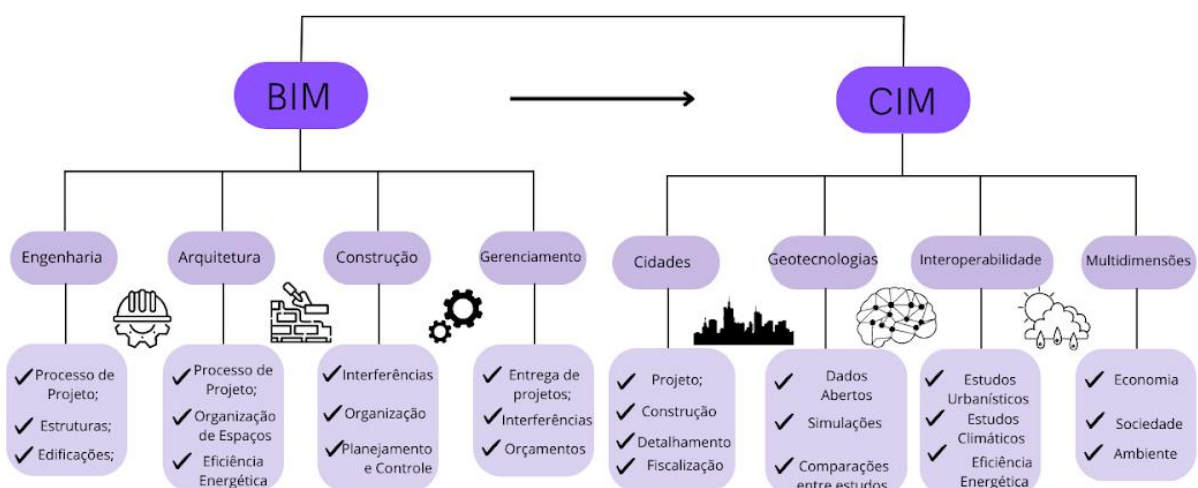 BIM
CIM
Engenharia
Arquitetura
Construção
Gerenciamento
Cidades
Geotecnologias
Interoperabilidade
Multidimensões
Processo de
Projeto;
Estruturas;
Edificações;
Processo de
Projeto;
Organização
de Espaços
Eficiência
Energética
Interferências
Organização
Planejamento
e Controle
Entrega de
projetos;
Interferências
Orçamentos
Projeto;
Construção
Detalhamento
Fiscalização
Dados
Abertos
Simulações
Comparações
entre estudos
Estudos
Urbanísticos
Estudos
Climáticos
Eficiência
Energética
Economia
Sociedade
Ambiente